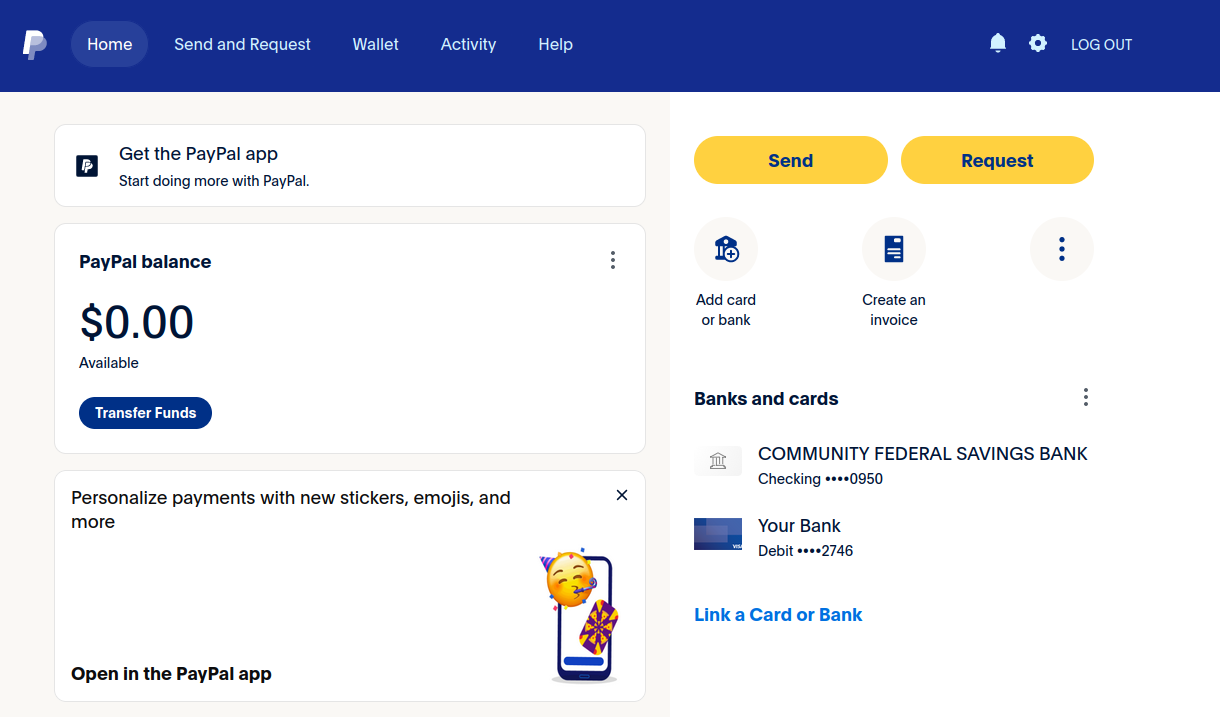 Home
Send and Request
Wallet
Activity
Help
LOG OUT
Get the PayPal app
Start doing more with PayPal.
PayPal balance
$0.00
Available
Transfer Funds
Personalize payments with new stickers, emojis, and
more
Open in the PayPal app
Send
Request
Add card
or bank
Create an
invoice
Banks and cards
COMMUNITY FEDERAL SAVINGS BANK
Checking ••••0950
VISA
Your Bank
Debit ••••2746
Link a Card or Bank